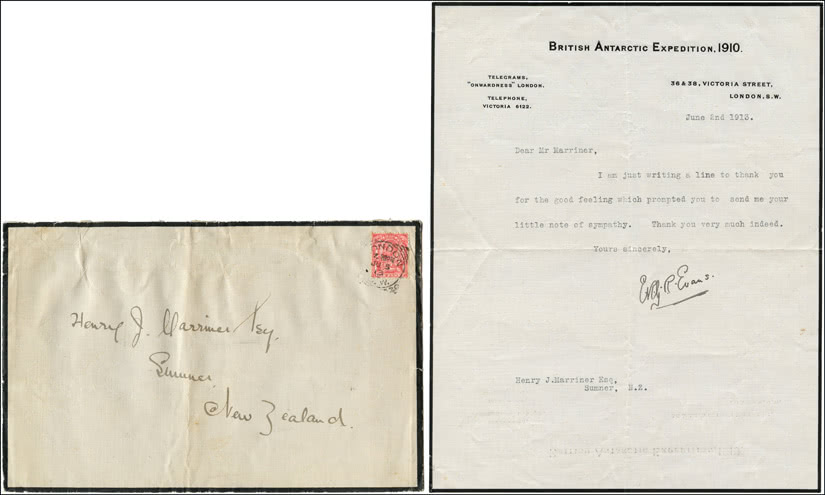 Henry J. Marriner Esq.
Sumner
New Zealand.
LONDON
BRITISH ANTARCTIC EXPEDITION, 1910.
TELEGRAMS,
"ONWARDNESS" LONDON.
TELEPHONE,
VICTORIA 6122.
36 & 38, VICTORIA STREET,
LONDON, S.W.
June 2nd 1913.
Dear Mr Marriner,
I am just writing a line to thank you
for the good feeling which prompted you to send me your
little note of sympathy. Thank you very much indeed.
Yours sincerely,
R. Evans.
Henry J.Marriner Esq,
Sumner, N.Z.